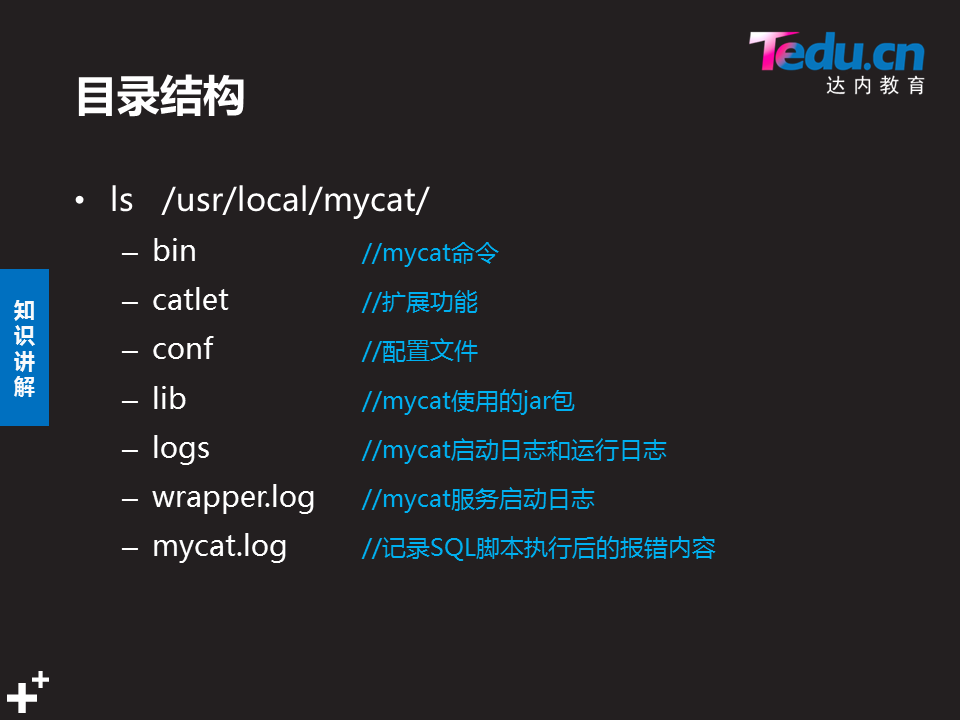 Tedu.cn
达内教育
目录结构
• ls /usr/local/mycat/
– bin //mycat命令
– catlet //扩展功能
– conf //配置文件
– lib //mycat使用的jar包
– logs //mycat启动日志和运行日志
– wrapper.log //mycat服务启动日志
– mycat.log //记录SQL脚本执行后的报错内容
知识讲解